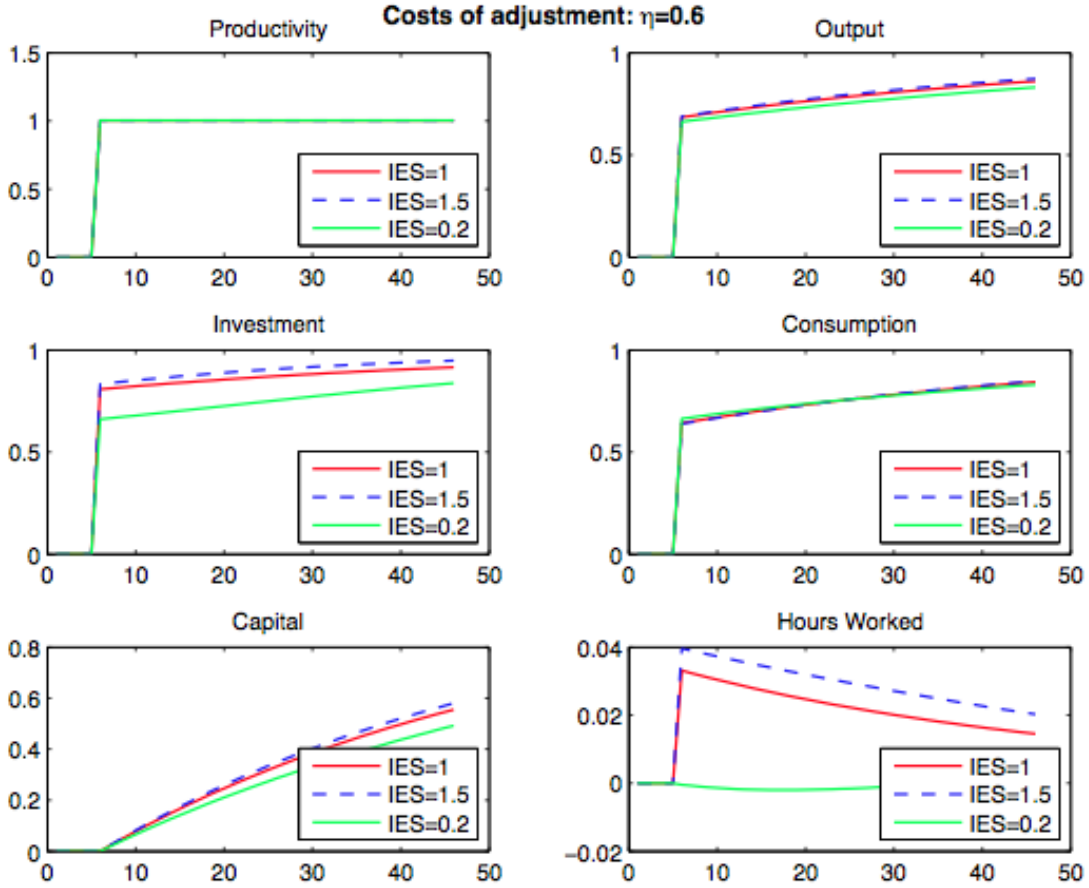 Costs of adjustment: η=0.6
Productivity
1.5
1
0.5
0
0 10 20 30 40 50
IES=1
IES=1.5
IES=0.2
Output
1
0.5
0
0 10 20 30 40 50
IES=1
IES=1.5
IES=0.2
Investment
1
0.5
0
0 10 20 30 40 50
IES=1
IES=1.5
IES=0.2
Consumption
1
0.5
0
0 10 20 30 40 50
IES=1
IES=1.5
IES=0.2
Capital
0.8
0.6
0.4
0.2
0
0 10 20 30 40 50
IES=1
IES=1.5
IES=0.2
Hours Worked
0.04
0.02
0
−0.02
0 10 20 30 40 50
IES=1
IES=1.5
IES=0.2